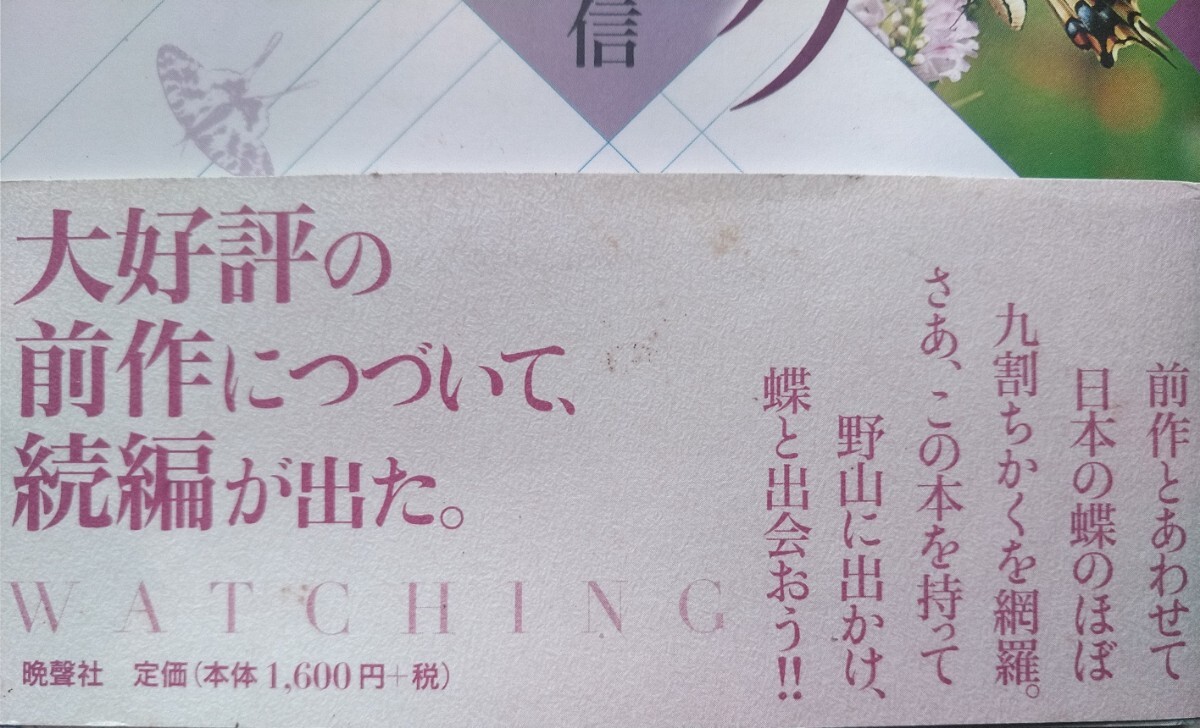 信
大好評の
前作につづいて、
続編が出た。
WATCHING
晩聲社 定価(本体1,600円+税)
前作とあわせて
日本の蝶のほぼ
九割ちかくを網羅。
さあ、この本を持って
野山に出かけ、
蝶と出会おう!!